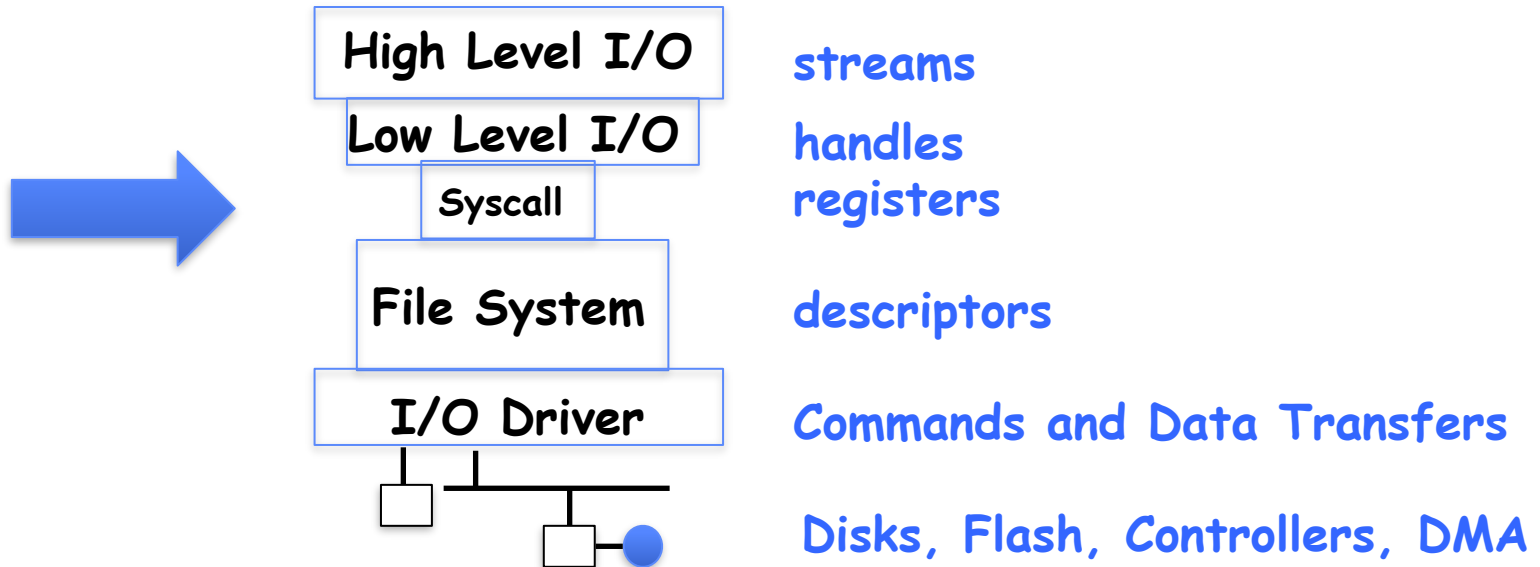 High Level I/O streams
Low Level I/O handles
Syscall registers
File System descriptors
I/O Driver Commands and Data Transfers
Disks, Flash, Controllers, DMA